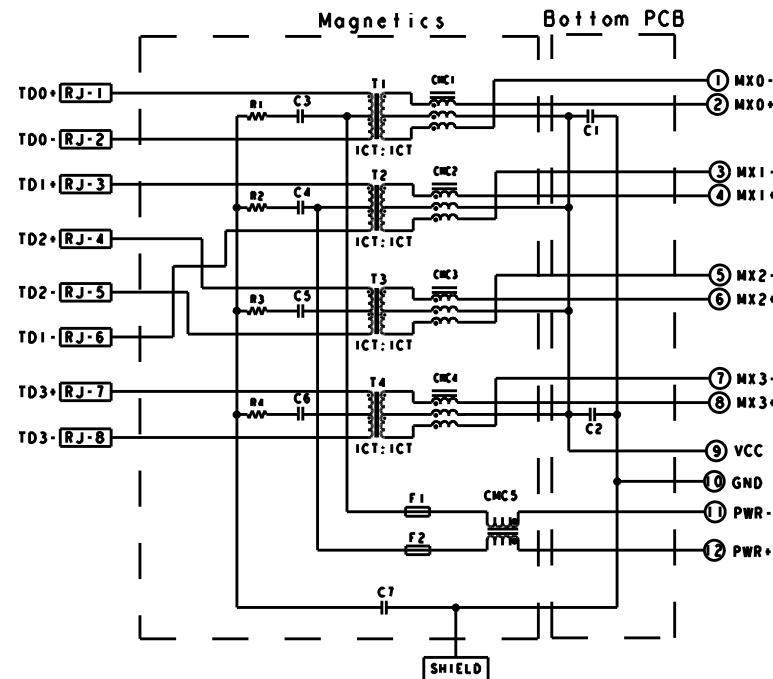 Magnetics Bottom PCB
T1 CMC1 1 MX0-
TD0+ RJ-1
R1 C3 2 MX0+
C1
TD0- RJ-2
1CT:1CT
T2 CMC2 3 MX1-
TD1+ RJ-3
R2 C4 4 MX1+
TD2+ RJ-4
1CT:1CT
T3 CMC3 5 MX2-
TD2- RJ-5
R3 C5 6 MX2+
TD1- RJ-6
1CT:1CT
T4 CMC4 7 MX3-
TD3+ RJ-7
R4 C6 8 MX3+
C2
TD3- RJ-8
1CT:1CT
9 VCC
10 GND
F1 CMC5 11 PWR-
F2 12 PWR+
C7
SHIELD